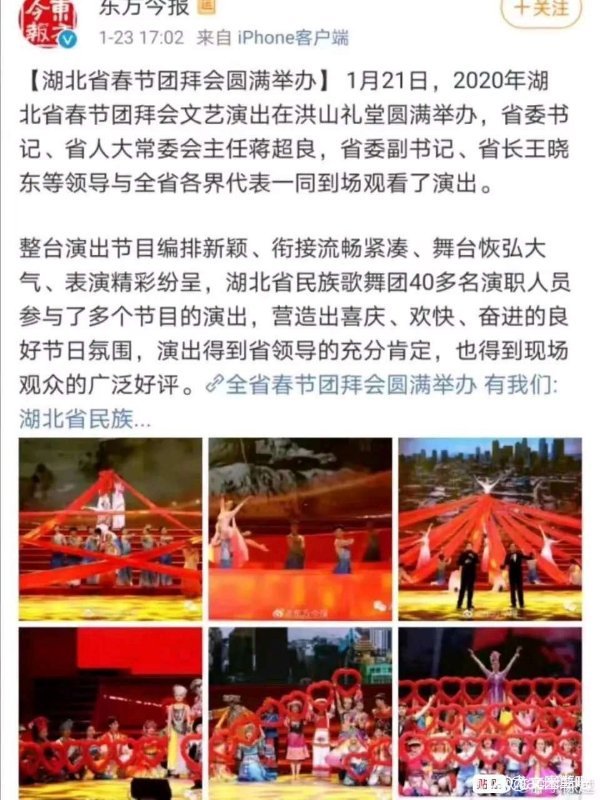 東方今報
东方今报
+关注
1-23 17:02 来自 iPhone客户端
【湖北省春节团拜会圆满举办】 1月21日，2020年湖
北省春节团拜会文艺演出在洪山礼堂圆满举办，省委书
记、省人大常委会主任蒋超良，省委副书记、省长王晓
东等领导与全省各界代表一同到场观看了演出。
整台演出节目编排新颖、衔接流畅紧凑、舞台恢弘大
气、表演精彩纷呈，湖北省民族歌舞团40多名演职人员
参与了多个节目的演出，营造出喜庆、欢快、奋进的良
好节日氛围，演出得到省领导的充分肯定，也得到现场
观众的广泛好评。全省春节团拜会圆满举办 有我们:
湖北省民族...